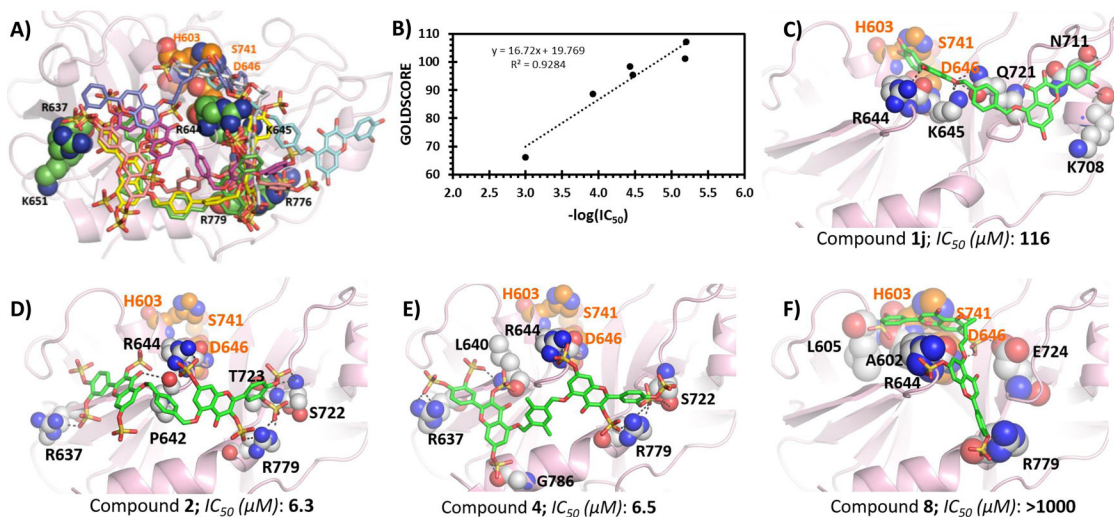 A)
H603
S741
D646
R637
R644
K645
K651
R779
R776
B)
y = 16.72x + 19.769
R² = 0.9284
GOLDSCORE
110
100
90
80
70
60
2.0 2.5 3.0 3.5 4.0 4.5 5.0 5.5 6.0
-log(IC50)
C)
H603
S741
D646
N711
Q721
R644
K645
K708
Compound 1j; IC50 (μM): 116
D)
H603
S741
R644
D646
T723
S722
P642
R637
R779
Compound 2; IC50 (μM): 6.3
E)
H603
S741
R644
D646
L640
S722
R637
R779
G786
Compound 4; IC50 (μM): 6.5
F)
H603
S741
D646
L605
A602
E724
R644
R779
Compound 8; IC50 (μM): >1000